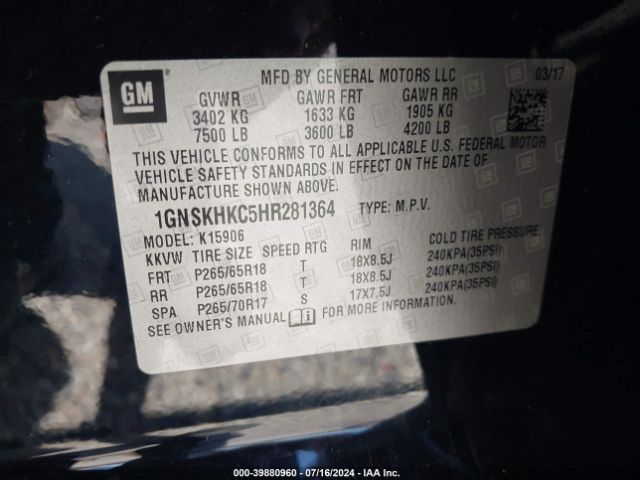 GM
MFD BY GENERAL MOTORS LLC 03/17
GVWR GAWR FRT GAWR RR
3402 KG 1633 KG 1905 KG
7500 LB 3600 LB 4200 LB
THIS VEHICLE CONFORMS TO ALL APPLICABLE U.S. FEDERAL MOTOR
VEHICLE SAFETY STANDARDS IN EFFECT ON THE DATE OF
MANUFACTURE SHOWN ABOVE.
1GNSKHKC5HR281364 TYPE: M.P.V.
MODEL: K15906
KKVW TIRE SIZE SPEED RTG RIM COLD TIRE PRESSURE
FRT P265/65R18 T 18X8.5J 240KPA(35PSI)
RR P265/65R18 T 18X8.5J 240KPA(35PSI)
SPA P265/70R17 S 17X7.5J 240KPA(35PSI)
SEE OWNER'S MANUAL FOR MORE INFORMATION.
000-39880960 - 07/16/2024 - IAA Inc.